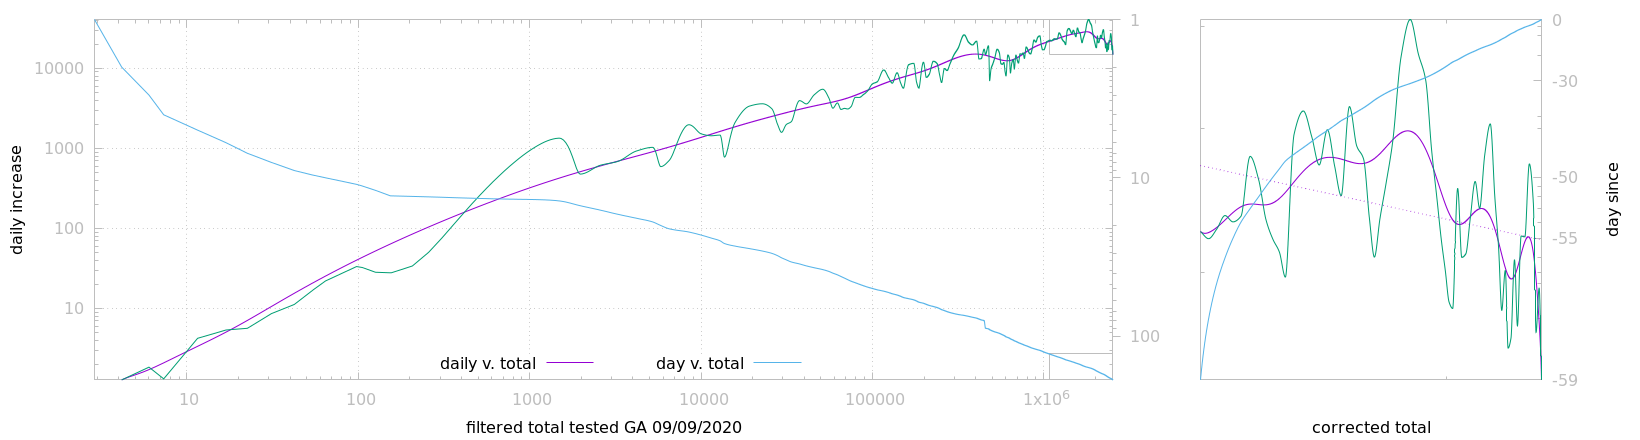 daily increase
10000
1000
100
10
1
10
100
daily v. total
day v. total
10
100
1000
10000
100000
1x10⁶
filtered total tested GA 09/09/2020
0
-30
-50
-55
-59
day since
corrected total